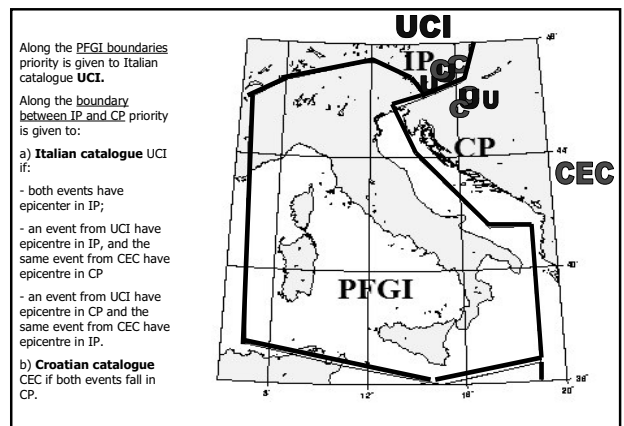 Along the PFGI boundaries
priority is given to Italian
catalogue UCI.
Along the boundary
between IP and CP priority
is given to:
a) Italian catalogue UCI
if:
- both events have
epicenter in IP;
- an event from UCI have
epicentre in IP, and the
same event from CEC have
epicentre in CP
- an event from UCI have
epicentre in CP and the
same event from CEC have
epicentre in IP.
b) Croatian catalogue
CEC if both events fall in
CP.
UCI
48°
IP
C
U
C
U
U
C
CP
44
CEC
40
PFGI
8°
12°
16°
20°
36°